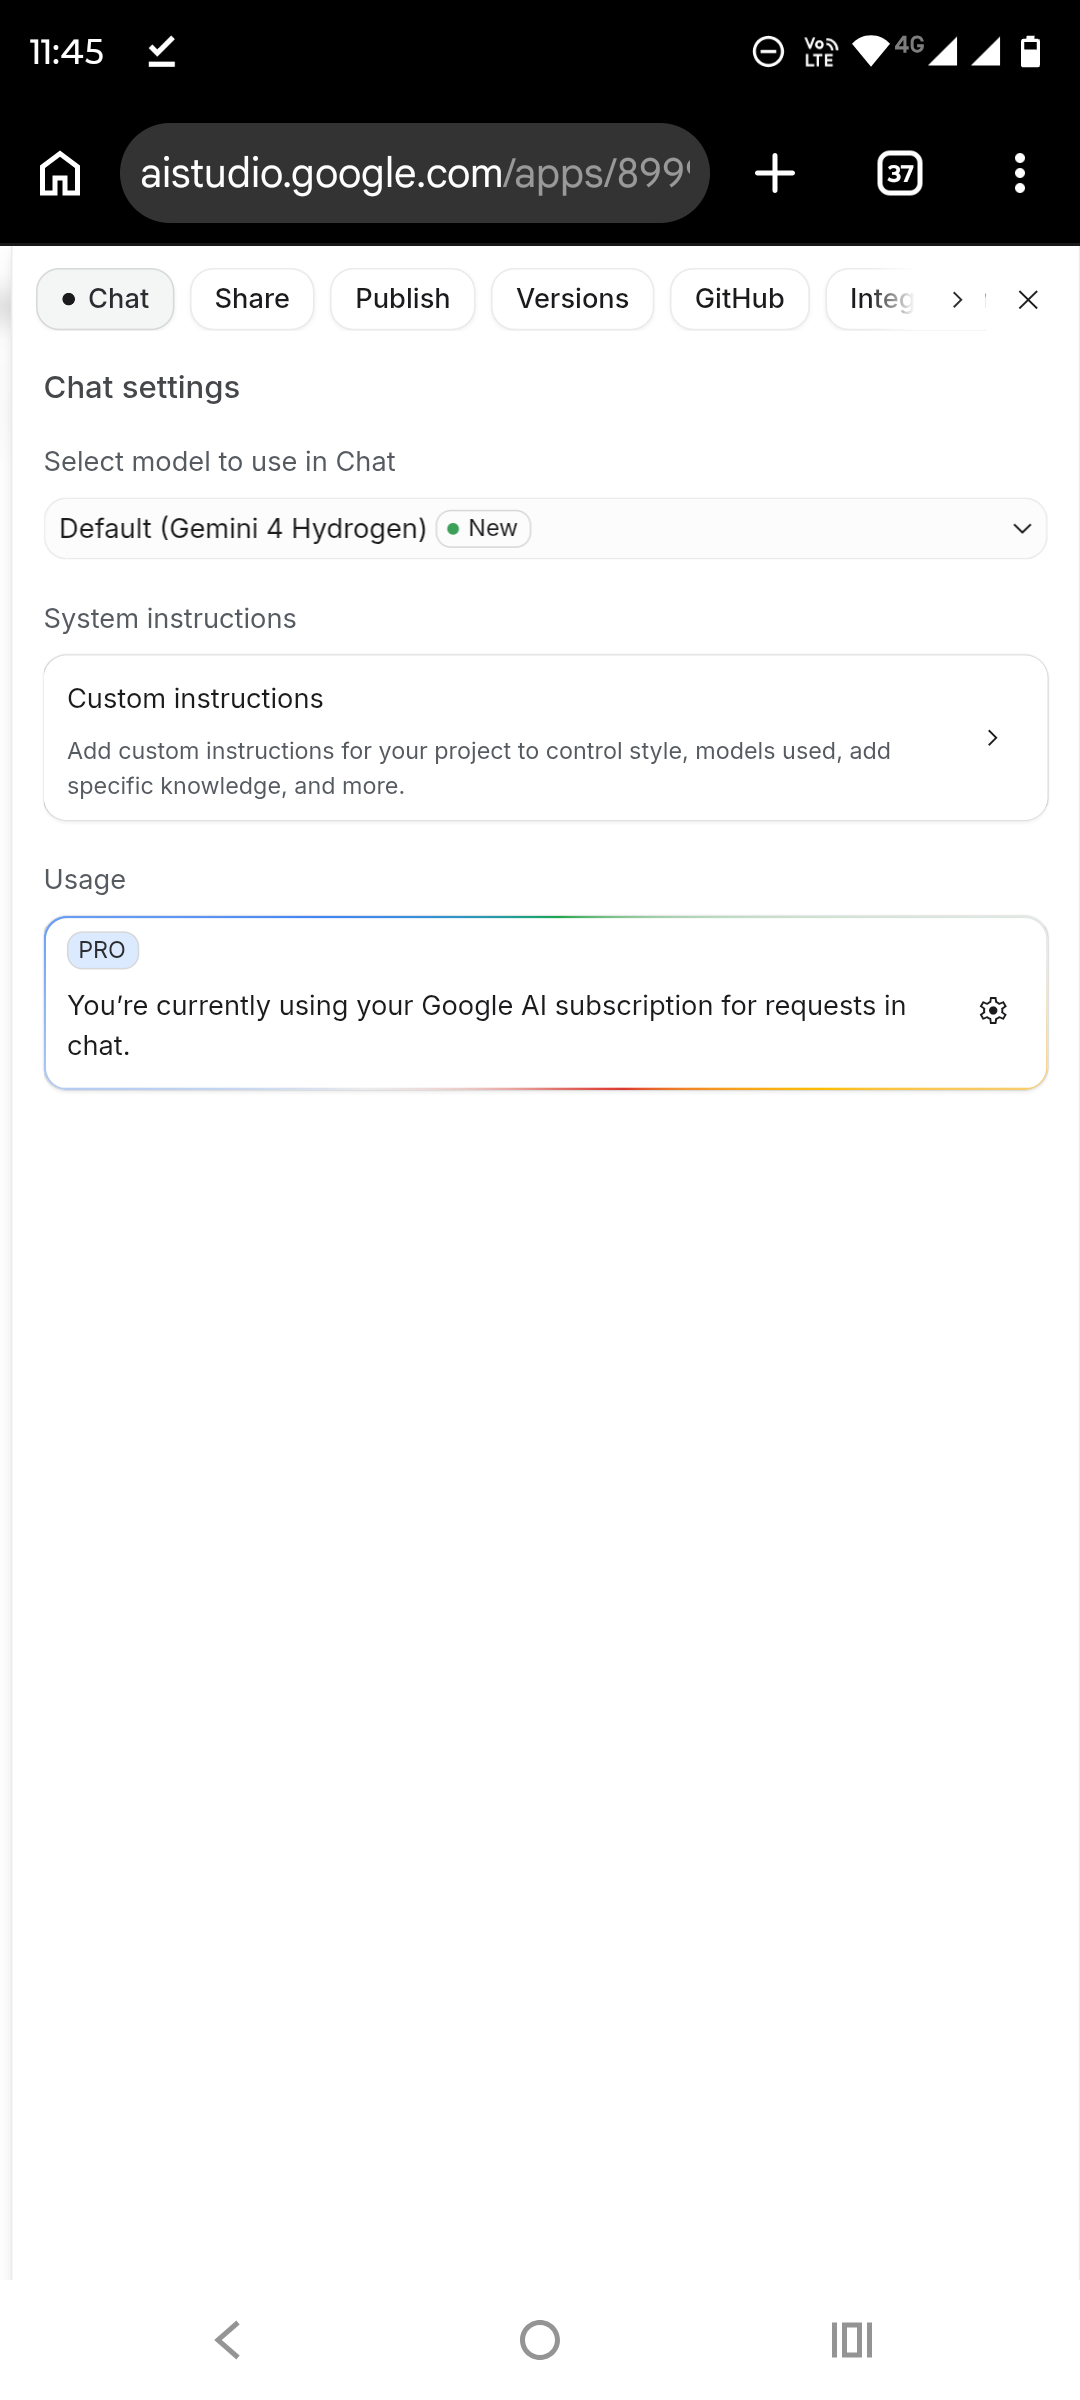 11:45
Vo LTE
4G
aistudio.google.com/apps/899
37
Chat
Share
Publish
Versions
GitHub
Integ
Chat settings
Select model to use in Chat
Default (Gemini 4 Hydrogen)
New
System instructions
Custom instructions
Add custom instructions for your project to control style, models used, add
specific knowledge, and more.
Usage
PRO
You’re currently using your Google AI subscription for requests in
chat.